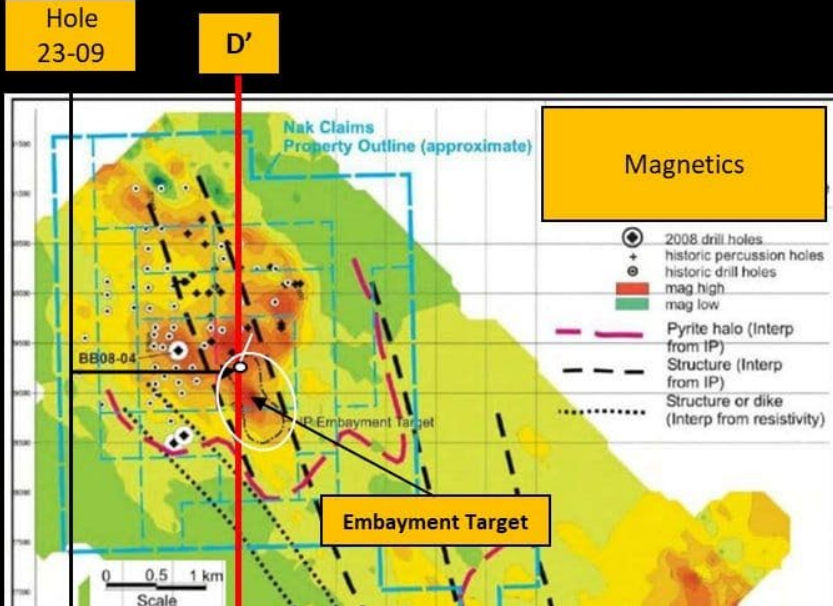 Hole
23-09
D’
Nak Claims
Property Outline (approximate)
Magnetics
2008 drill holes
historic percussion holes
historic drill holes
mag high
mag low
Pyrite halo (Interp
from IP)
Structure (Interp
from IP)
Structure or dike
(Interp from resistivity)
BB08-04
IP Embayment Target
Embayment Target
0 0.5 1 km
Scale